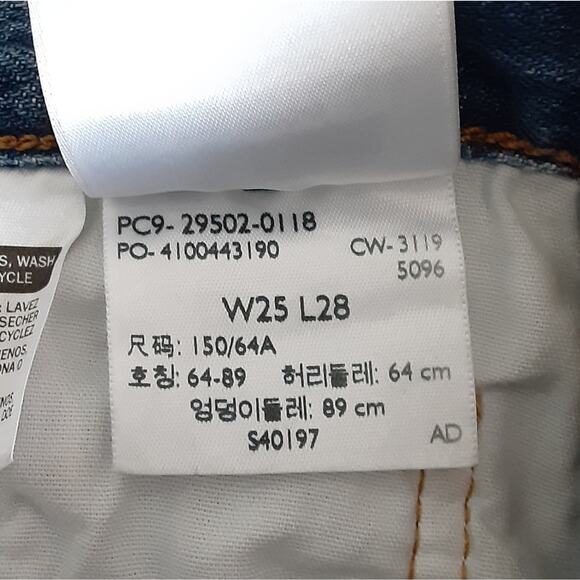 PC9-29502-0118
PO-4100443190 CW-3119
5096
W25 L28
尺码: 150/64A
호칭: 64-89 허리둘레: 64 cm
엉덩이둘레: 89 cm
S40197 AD
S, WASH
YCLE
LAVEZ
SECHER
CYCLEZ